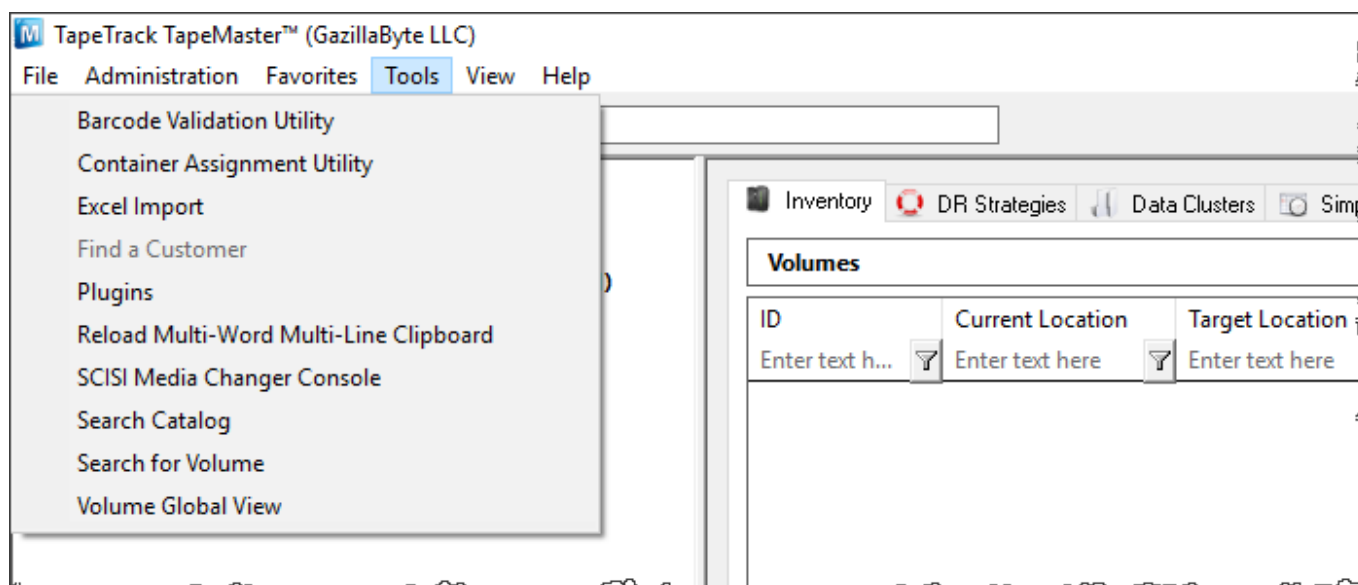 TapeTrack TapeMaster™ (GazillaByte LLC)
File Administration Favorites Tools View Help
Barcode Validation Utility
Container Assignment Utility
Excel Import
Find a Customer
Plugins
Reload Multi-Word Multi-Line Clipboard
SCISI Media Changer Console
Search Catalog
Search for Volume
Volume Global View
)
Inventory DR Strategies Data Clusters
Volumes
ID Current Location Target Location
Enter text h... Enter text here Enter text here